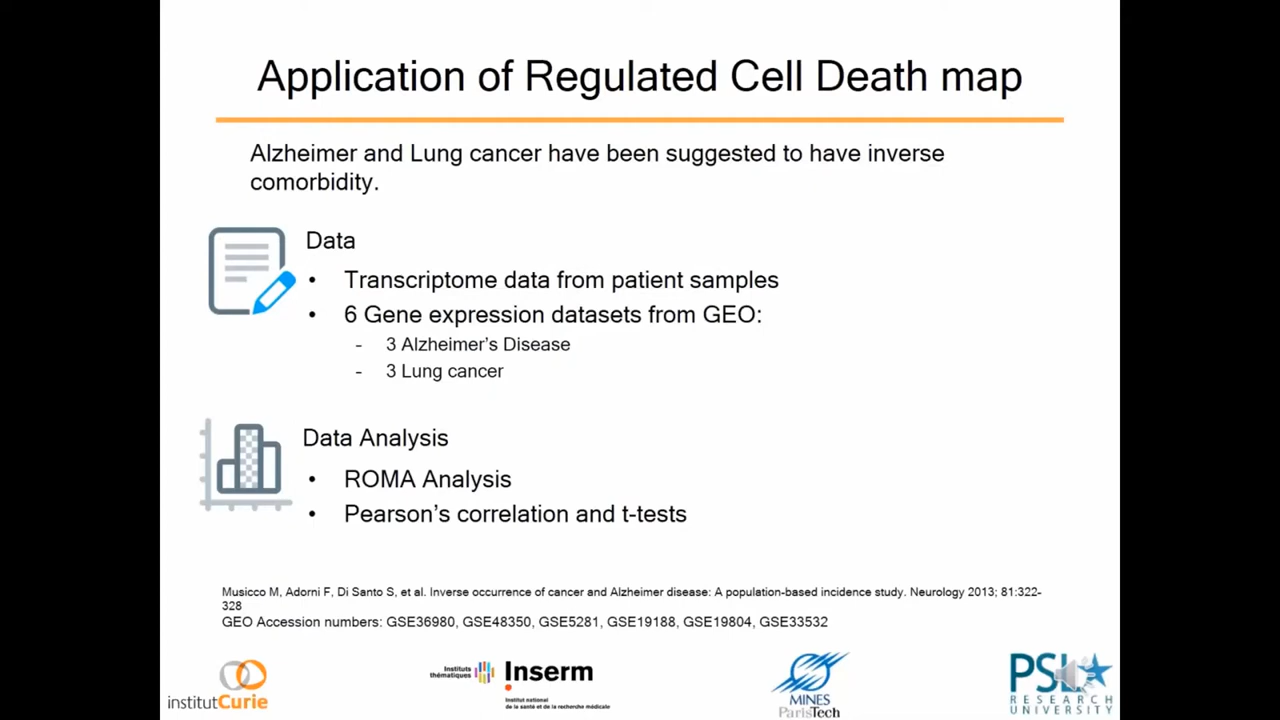 Application of Regulated Cell Death map
Alzheimer and Lung cancer have been suggested to have inverse
comorbidity.
Data
• Transcriptome data from patient samples
• 6 Gene expression datasets from GEO:
- 3 Alzheimer's Disease
- 3 Lung cancer
Data Analysis
• ROMA Analysis
• Pearson's correlation and t-tests
Musicco M, Adorni F, Di Santo S, et al. Inverse occurrence of cancer and Alzheimer disease: A population-based incidence study. Neurology 2013; 81:322-
328
GEO Accession numbers: GSE36980, GSE48350, GSE5281, GSE19188, GSE19804, GSE33532
institutCurie
Instituts
thématiques
Inserm
Institut national
de la santé et de la recherche médicale
MINES
ParisTech
PSL
RESEARCH
UNIVERSITY